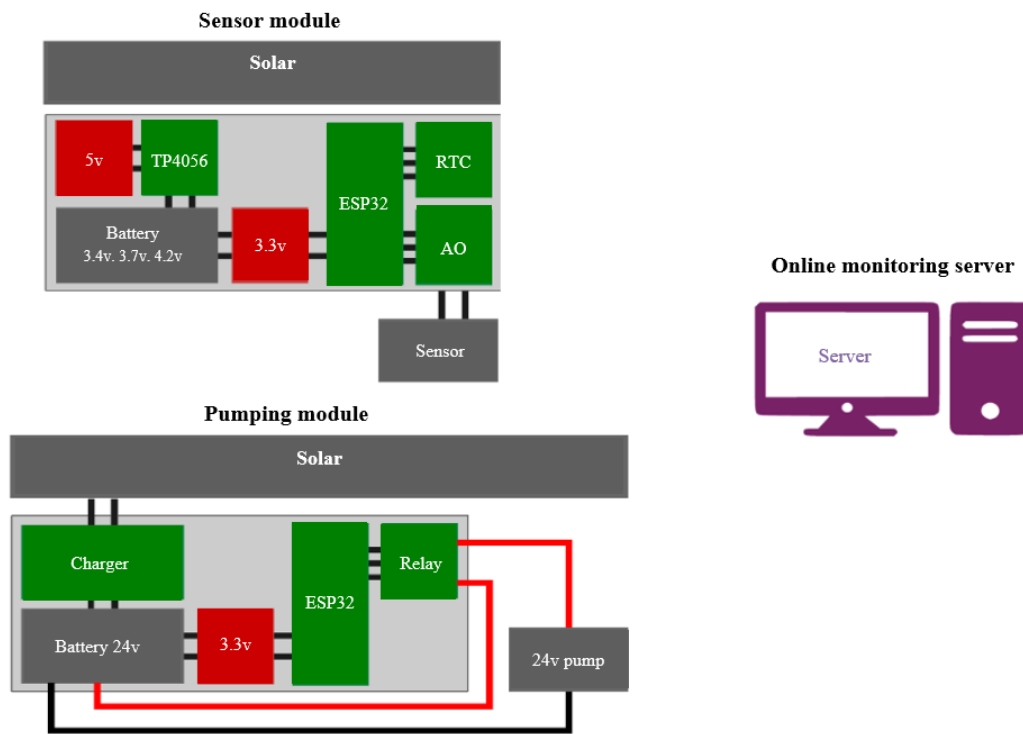 Sensor module
Solar
5v
TP4056
ESP32
RTC
Battery
3.4v. 3.7v. 4.2v
3.3v
AO
Sensor
Online monitoring server
Server
Pumping module
Solar
Charger
ESP32
Relay
Battery 24v
3.3v
24v pump